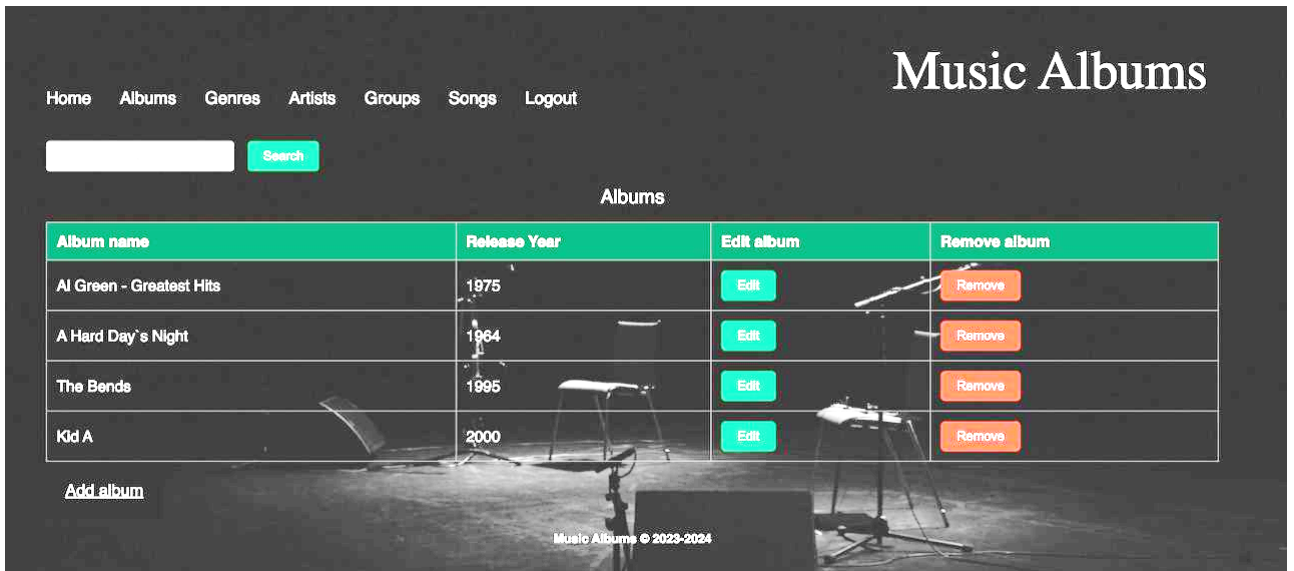 Music Albums
Home Albums Genres Artists Groups Songs Logout
Search
Albums
Album name Release Year Edit album Remove album
Al Green - Greatest Hits 1975 Edit Remove
A Hard Day`s Night 1964 Edit Remove
The Bends 1995 Edit Remove
Kid A 2000 Edit Remove
Add album
Music Albums © 2023-2024